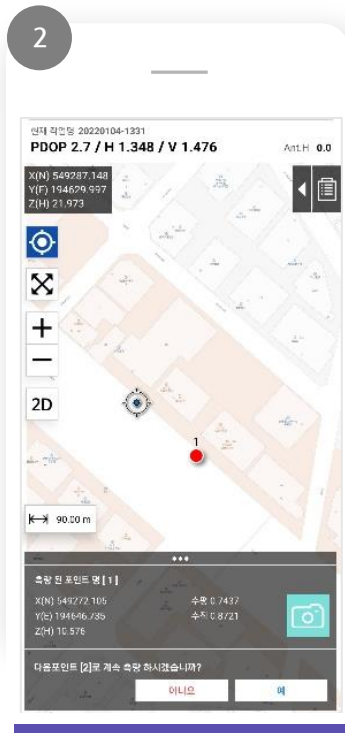 2
현재 작업명 20220104-1331
PDOP 2.7 / H 1.348 / V 1.476
Ant.H 0.0
X(N) 549287.148
Y(E) 194629.997
Z(H) 21.973
2D
1
90.00 m
측량 된 포인트 명 [ 1 ]
X(N) 549272.105 수평 0.7437
Y(E) 194646.735 수직 0.8721
Z(H) 10.576
다음포인트 [2]로 계속 측량 하시겠습니까?
아니요 예